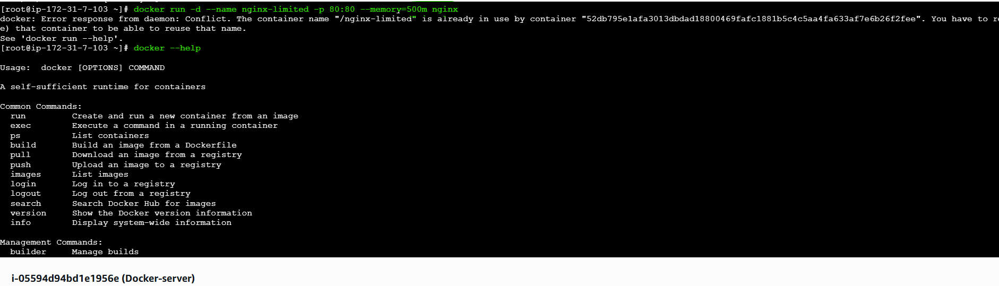 [root@ip-172-31-7-103 ~]# docker run -d --name nginx-limited -p 80:80 --memory=500m nginx
docker: Error response from daemon: Conflict. The container name "/nginx-limited" is already in use by container "52db795e1afa3013dbdad18800469fafc1881b5c4c5aa4fa633af7e6b26f2fee". You have to re
e) that container to be able to reuse that name.
See 'docker run --help'.
[root@ip-172-31-7-103 ~]# docker --help
Usage:  docker [OPTIONS] COMMAND
A self-sufficient runtime for containers
Common Commands:
  run         Create and run a new container from an image
  exec        Execute a command in a running container
  ps          List containers
  build       Build an image from a Dockerfile
  pull        Download an image from a registry
  push        Upload an image to a registry
  images      List images
  login       Log in to a registry
  logout      Log out from a registry
  search      Search Docker Hub for images
  version     Show the Docker version information
  info        Display system-wide information
Management Commands:
  builder     Manage builds
i-05594d94bd1e1956e (Docker-server)